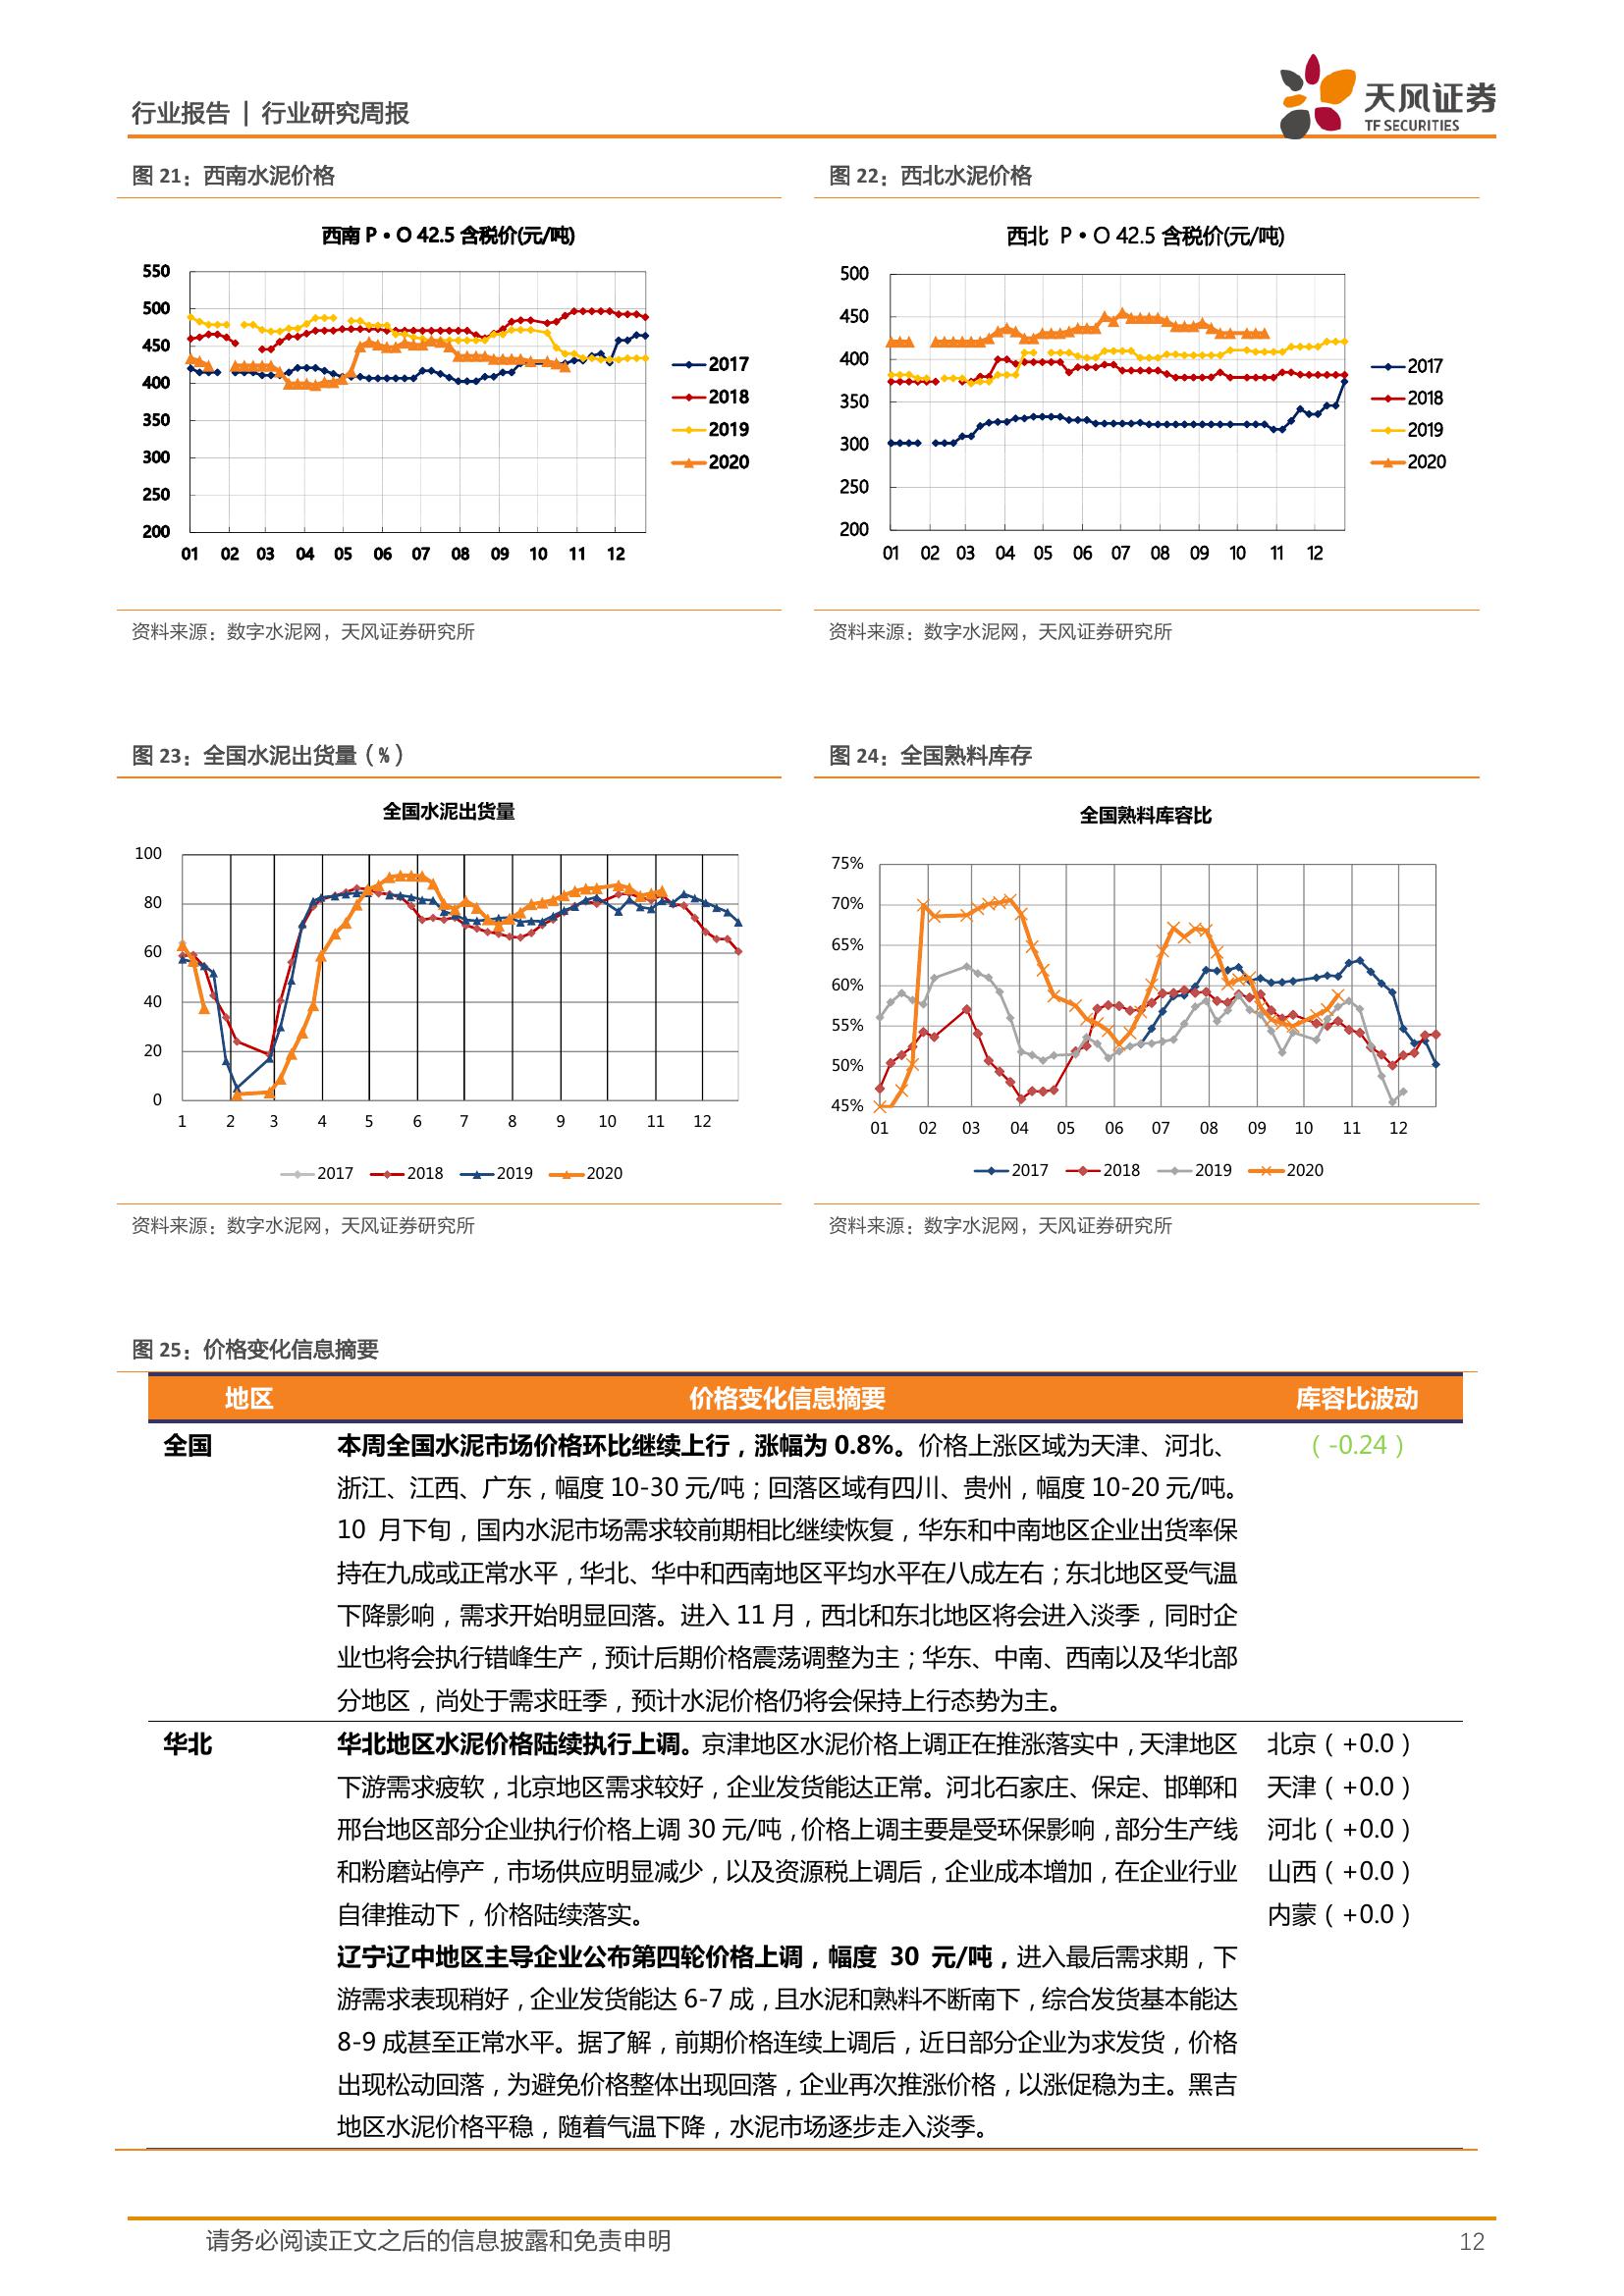 行业报告 | 行业研究周报
天风证券
TF SECURITIES
图 21：西南水泥价格
西南 P•O 42.5 含税价(元/吨)
550
500
450
400
350
300
250
200
01 02 03 04 05 06 07 08 09 10 11 12
2017
2018
2019
2020
资料来源：数字水泥网，天风证券研究所
图 22：西北水泥价格
西北 P•O 42.5 含税价(元/吨)
500
450
400
350
300
250
200
01 02 03 04 05 06 07 08 09 10 11 12
2017
2018
2019
2020
资料来源：数字水泥网，天风证券研究所
图 23：全国水泥出货量（%）
全国水泥出货量
100
80
60
40
20
0
1 2 3 4 5 6 7 8 9 10 11 12
2017 2018 2019 2020
资料来源：数字水泥网，天风证券研究所
图 24：全国熟料库存
全国熟料库容比
75%
70%
65%
60%
55%
50%
45%
01 02 03 04 05 06 07 08 09 10 11 12
2017 2018 2019 2020
资料来源：数字水泥网，天风证券研究所
图 25：价格变化信息摘要
地区 价格变化信息摘要 库容比波动
全国 本周全国水泥市场价格环比继续上行，涨幅为 0.8%。价格上涨区域为天津、河北、 （-0.24）
浙江、江西、广东，幅度 10-30 元/吨；回落区域有四川、贵州，幅度 10-20 元/吨。
10 月下旬，国内水泥市场需求较前期相比继续恢复，华东和中南地区企业出货率保
持在九成或正常水平，华北、华中和西南地区平均水平在八成左右；东北地区受气温
下降影响，需求开始明显回落。进入 11 月，西北和东北地区将会进入淡季，同时企
业也将会执行错峰生产，预计后期价格震荡调整为主；华东、中南、西南以及华北部
分地区，尚处于需求旺季，预计水泥价格仍将会保持上行态势为主。
华北 华北地区水泥价格陆续执行上调。京津地区水泥价格上调正在推涨落实中，天津地区 北京（+0.0）
下游需求疲软，北京地区需求较好，企业发货能达正常。河北石家庄、保定、邯郸和 天津（+0.0）
邢台地区部分企业执行价格上调 30 元/吨，价格上调主要是受环保影响，部分生产线 河北（+0.0）
和粉磨站停产，市场供应明显减少，以及资源税上调后，企业成本增加，在企业行业 山西（+0.0）
自律推动下，价格陆续落实。 内蒙（+0.0）
辽宁辽中地区主导企业公布第四轮价格上调，幅度 30 元/吨，进入最后需求期，下
游需求表现稍好，企业发货能达 6-7 成，且水泥和熟料不断南下，综合发货基本能达
8-9 成甚至正常水平。据了解，前期价格连续上调后，近日部分企业为求发货，价格
出现松动回落，为避免价格整体出现回落，企业再次推涨价格，以涨促稳为主。黑吉
地区水泥价格平稳，随着气温下降，水泥市场逐步走入淡季。
请务必阅读正文之后的信息披露和免责申明 12